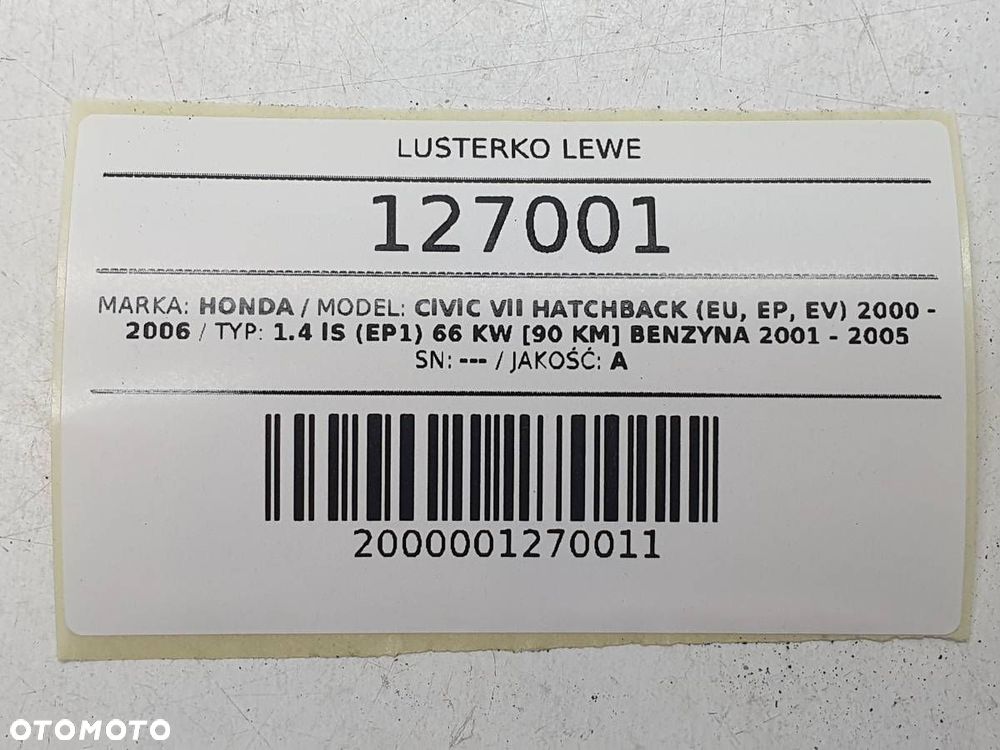 LUSTERKO LEWE
127001
MARKA: HONDA / MODEL: CIVIC VII HATCHBACK (EU, EP, EV) 2000 -
2006 / TYP: 1.4 IS (EP1) 66 KW [90 KM] BENZYNA 2001 - 2005
SN: --- / JAKOŚĆ: A
2000001270011
OTOMOTO